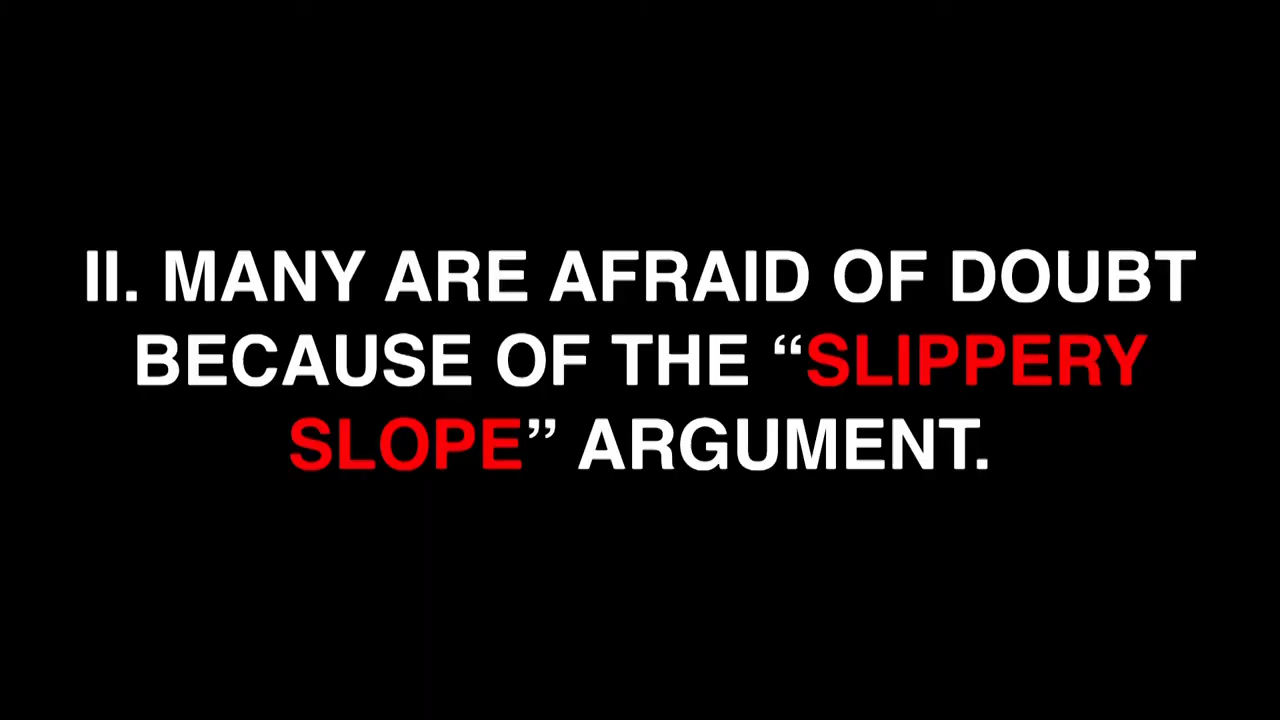 II. MANY ARE AFRAID OF DOUBT
BECAUSE OF THE “SLIPPERY
SLOPE” ARGUMENT.